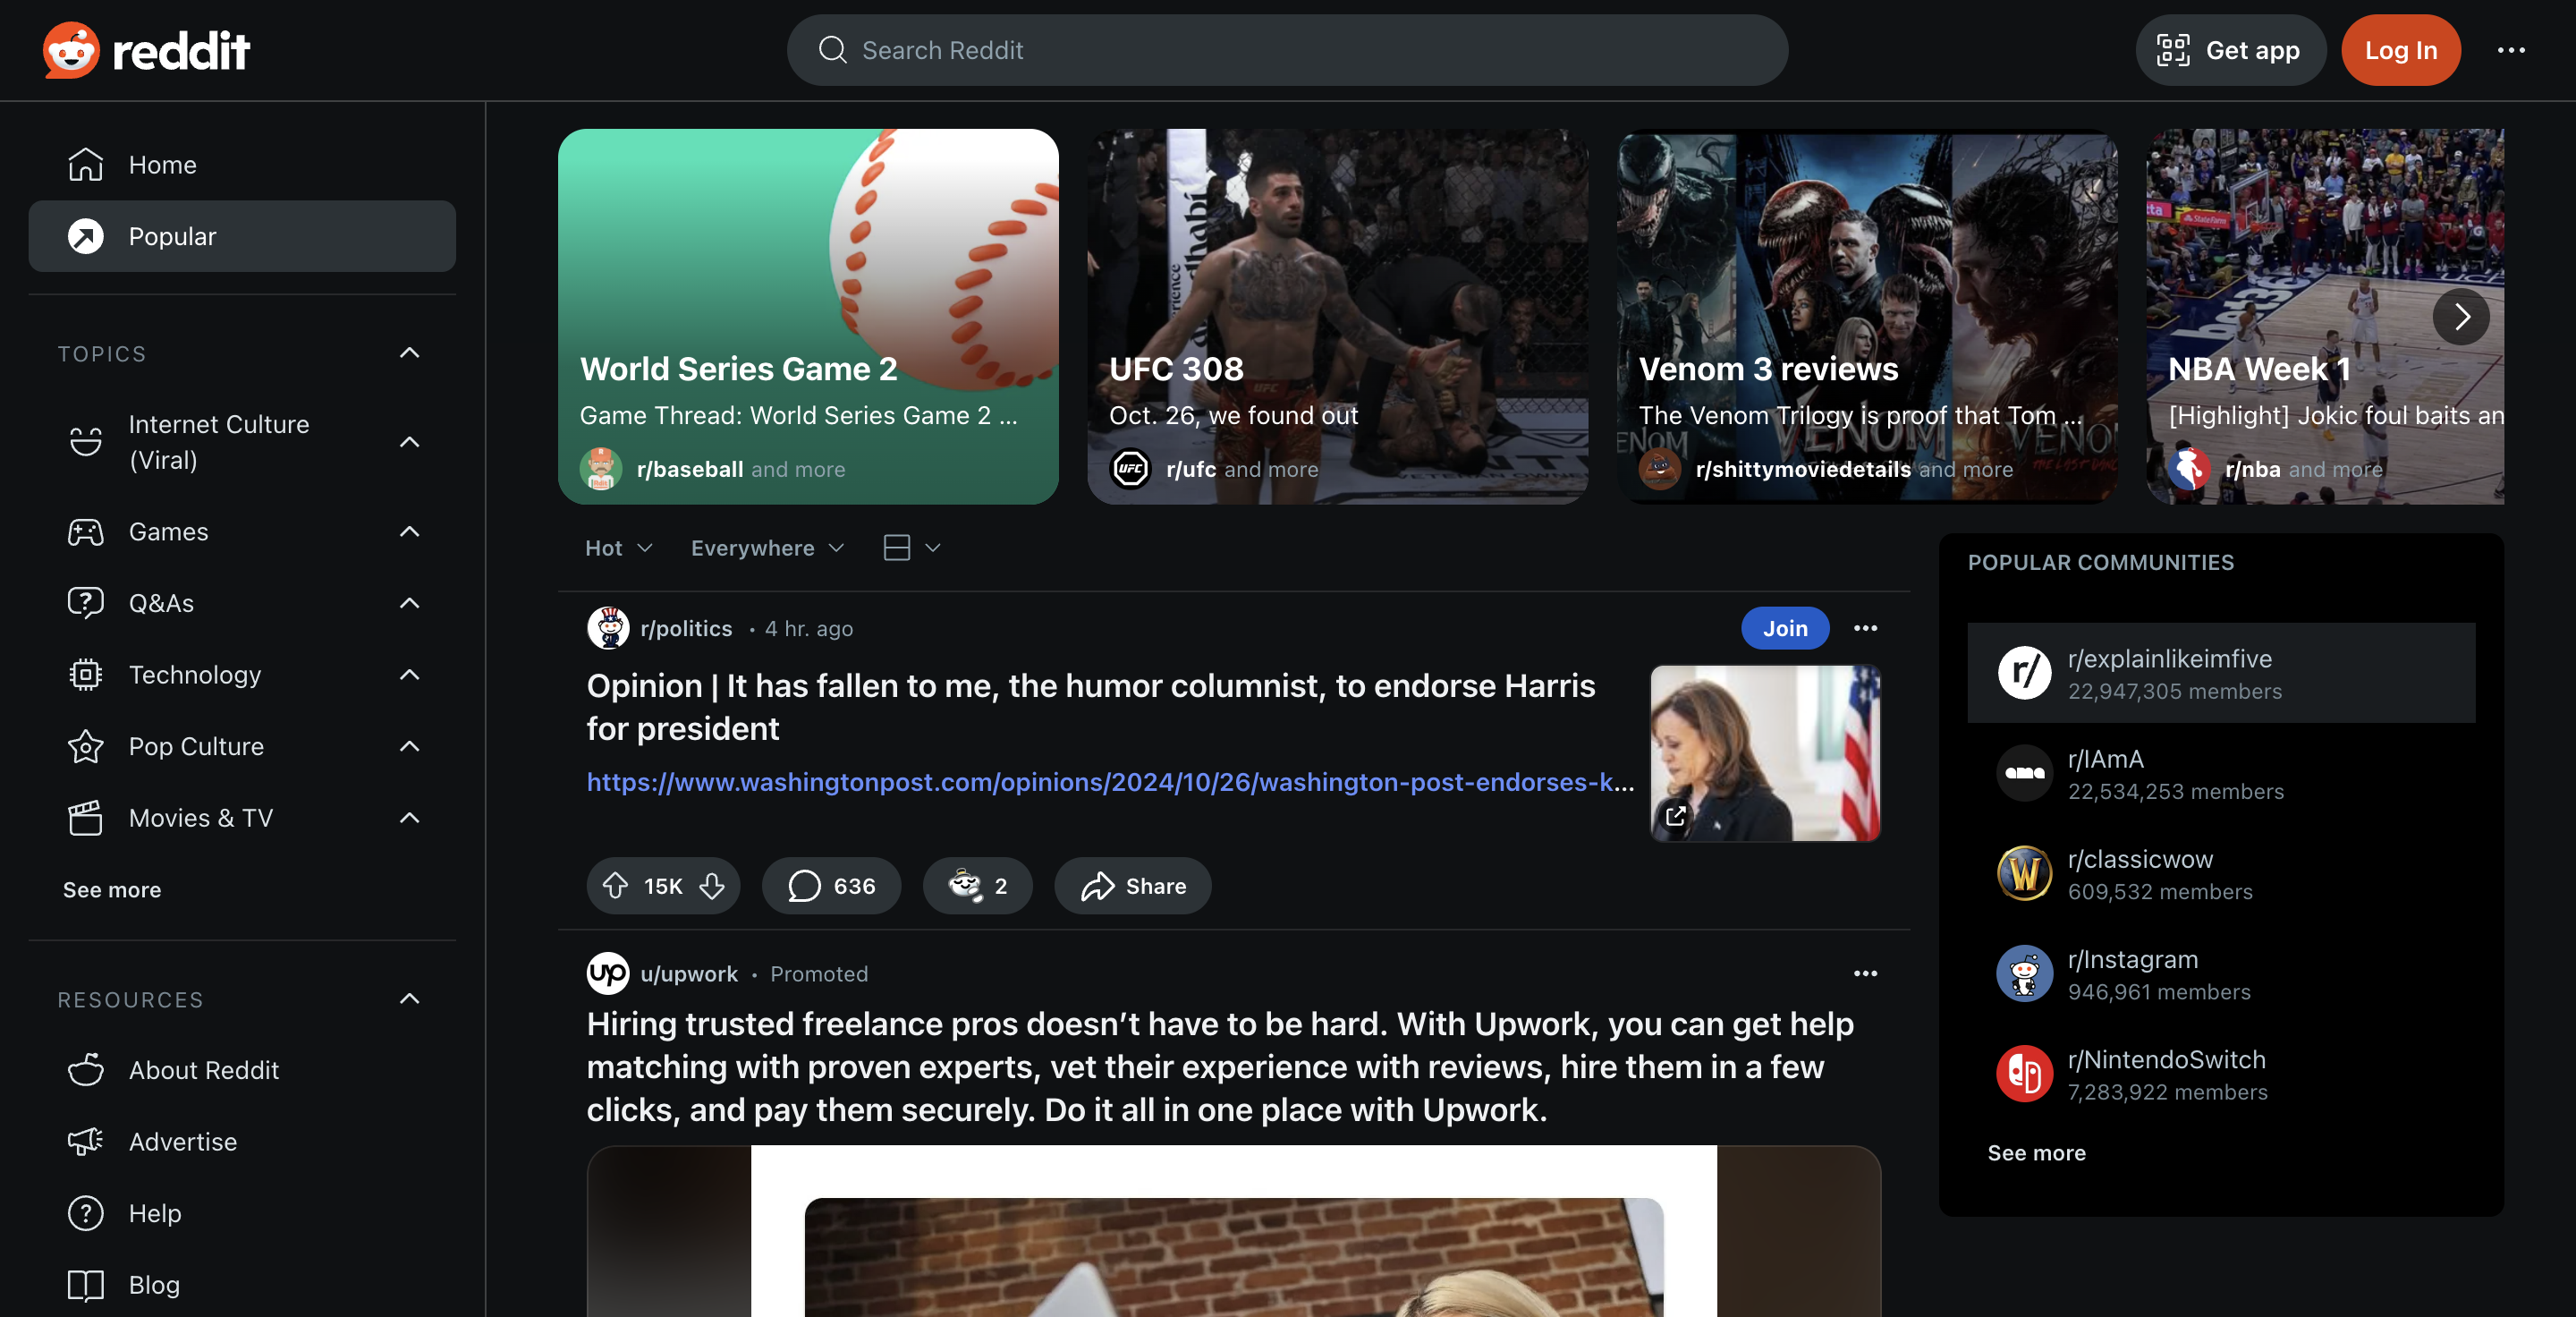 reddit
Search Reddit
Get app
Log In
Home
Popular
TOPICS
Internet Culture
(Viral)
Games
Q&As
Technology
Pop Culture
Movies & TV
See more
RESOURCES
About Reddit
Advertise
Help
Blog
World Series Game 2
Game Thread: World Series Game 2 ...
r/baseball and more
UFC 308
Oct. 26, we found out
UFC r/ufc and more
Venom 3 reviews
The Venom Trilogy is proof that Tom ...
VENOM
r/shittymoviedetails and more
StateFarm
bet365
NBA Week 1
[Highlight] Jokic foul baits an
r/nba and more
Hot
Everywhere
r/politics • 4 hr. ago
Join
Opinion | It has fallen to me, the humor columnist, to endorse Harris
for president
https://www.washingtonpost.com/opinions/2024/10/26/washington-post-endorses-k...
15K
636
2
Share
up u/upwork • Promoted
Hiring trusted freelance pros doesn’t have to be hard. With Upwork, you can get help
matching with proven experts, vet their experience with reviews, hire them in a few
clicks, and pay them securely. Do it all in one place with Upwork.
POPULAR COMMUNITIES
r/ r/explainlikeimfive
22,947,305 members
ama r/IAmA
22,534,253 members
W r/classicwow
609,532 members
r/Instagram
946,961 members
r/NintendoSwitch
7,283,922 members
See more